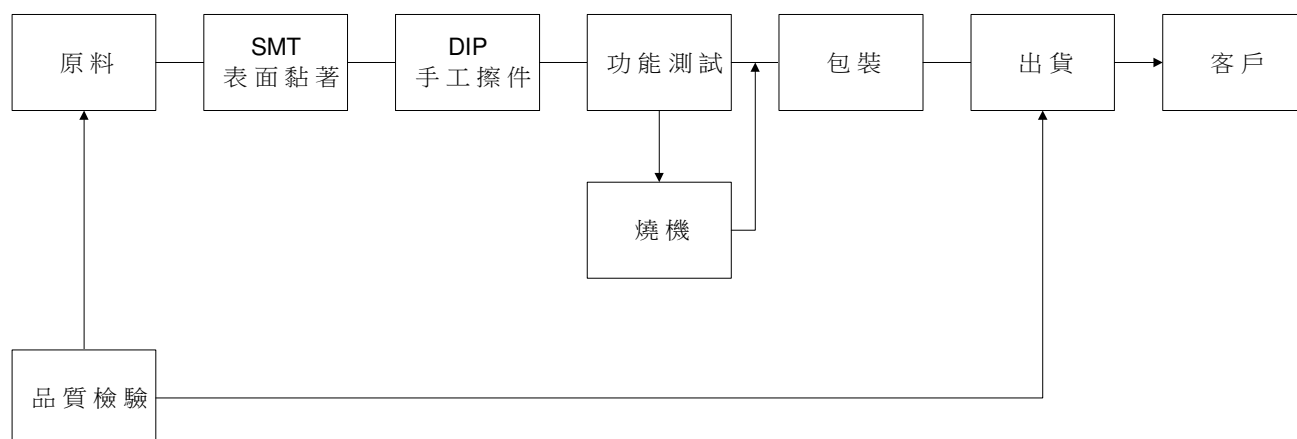 原料
SMT
表面黏著
DIP
手工擦件
功能測試
包裝
出貨
客戶
燒機
品質檢驗